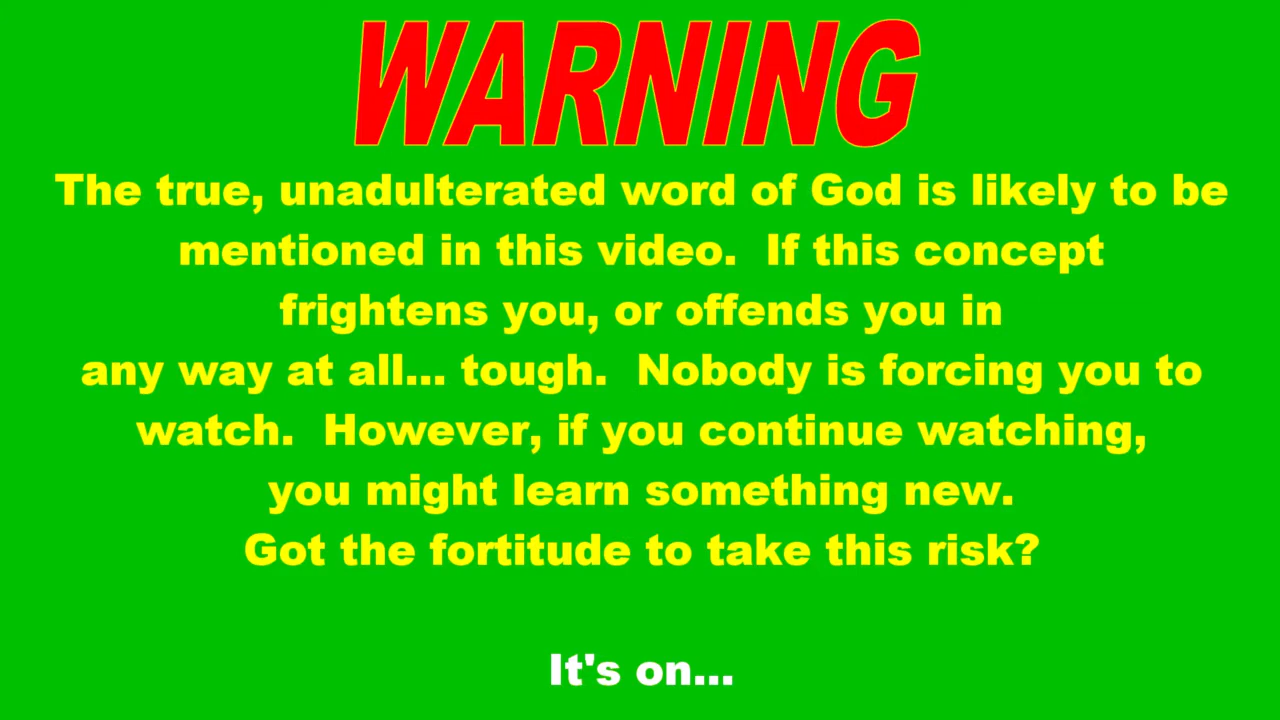 WARNING
The true, unadulterated word of God is likely to be
mentioned in this video.  If this concept
frightens you, or offends you in
any way at all... tough.  Nobody is forcing you to
watch.  However, if you continue watching,
you might learn something new.
Got the fortitude to take this risk?
It's on...